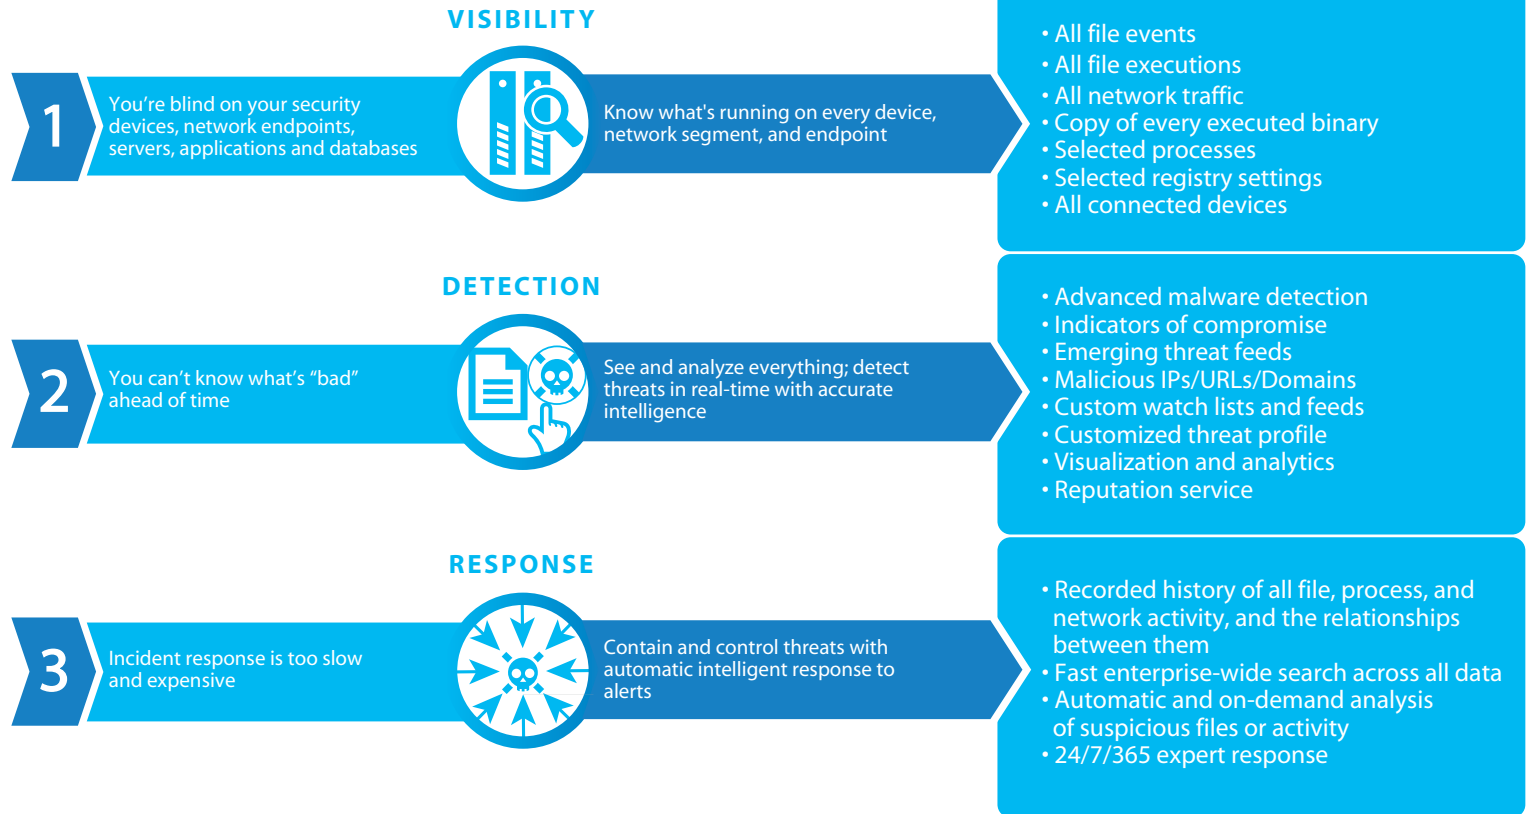 VISIBILITY
1
You’re blind on your security
devices, network endpoints,
servers, applications and databases
Know what's running on every device,
network segment, and endpoint
• All file events
• All file executions
• All network traffic
• Copy of every executed binary
• Selected processes
• Selected registry settings
• All connected devices
DETECTION
2
You can’t know what’s “bad”
ahead of time
See and analyze everything; detect
threats in real-time with accurate
intelligence
• Advanced malware detection
• Indicators of compromise
• Emerging threat feeds
• Malicious IPs/URLs/Domains
• Custom watch lists and feeds
• Customized threat profile
• Visualization and analytics
• Reputation service
RESPONSE
3
Incident response is too slow
and expensive
Contain and control threats with
automatic intelligent response to
alerts
• Recorded history of all file, process, and
network activity, and the relationships
between them
• Fast enterprise-wide search across all data
• Automatic and on-demand analysis
of suspicious files or activity
• 24/7/365 expert response